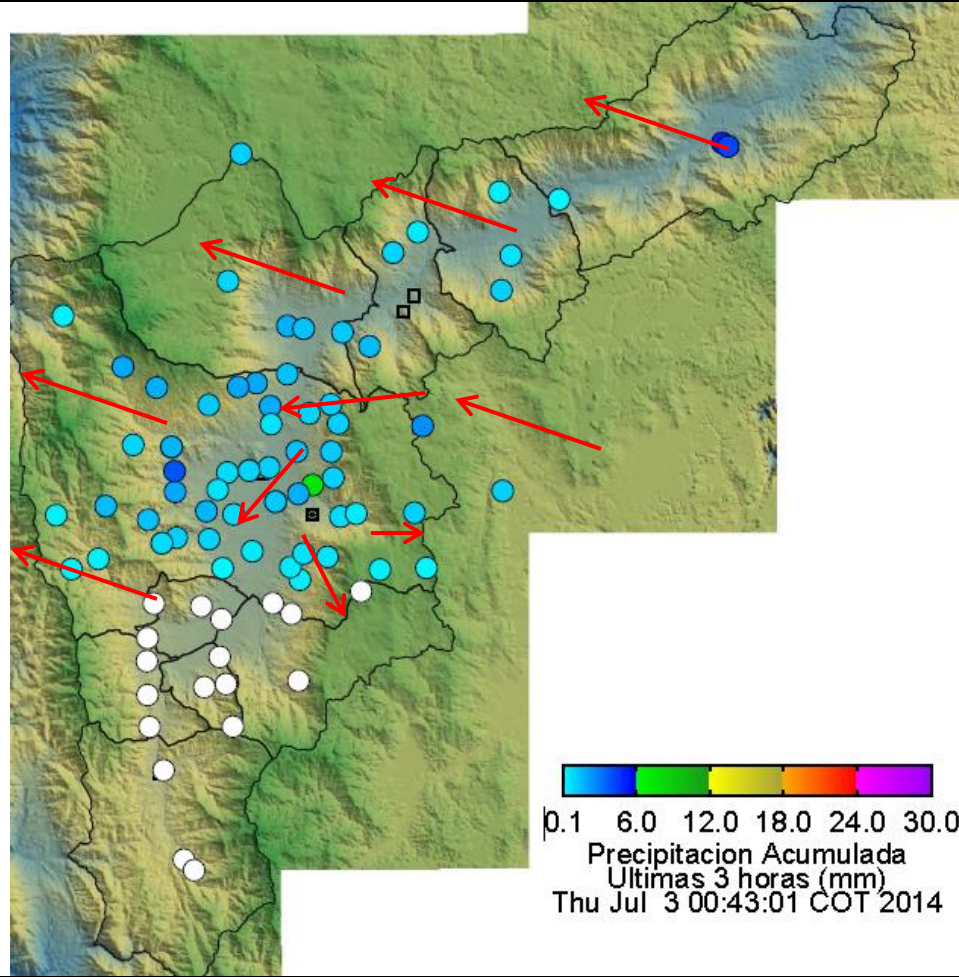 0.1 6.0 12.0 18.0 24.0 30.0
Precipitacion Acumulada
Ultimas 3 horas (mm)
Thu Jul 3 00:43:01 COT 2014